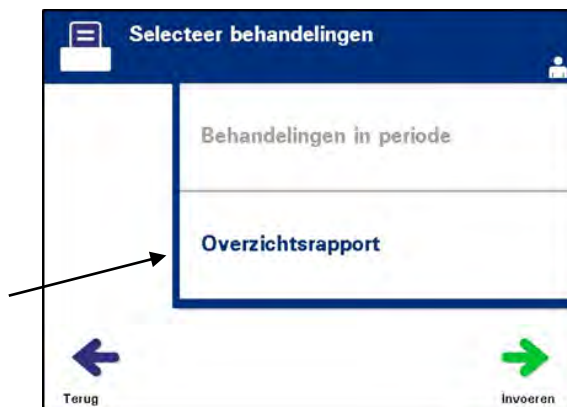 Selecteer behandelingen
Behandelingen in periode
Overzichtsrapport
Terug
Invoeren